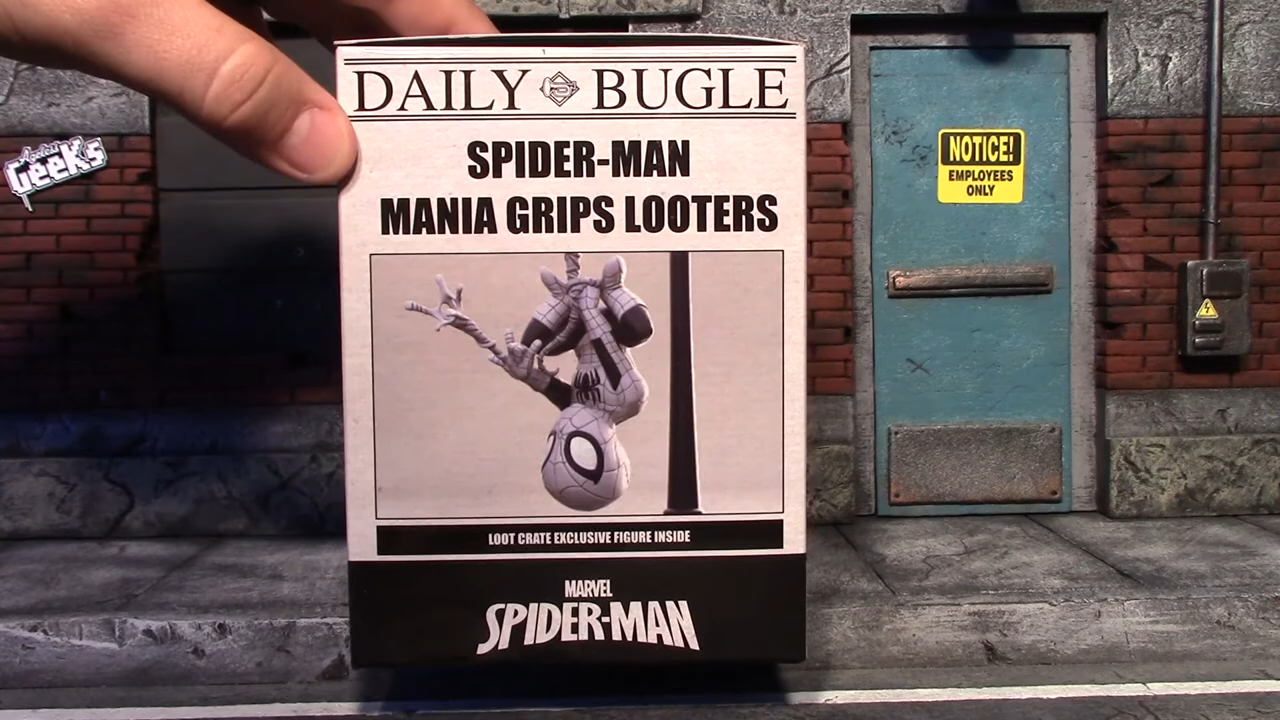 DAILY BUGLE
SPIDER-MAN
MANIA GRIPS LOOTERS
LOOT CRATE EXCLUSIVE FIGURE INSIDE
MARVEL
SPIDER-MAN
GeeKs
NOTICE!
EMPLOYEES
ONLY